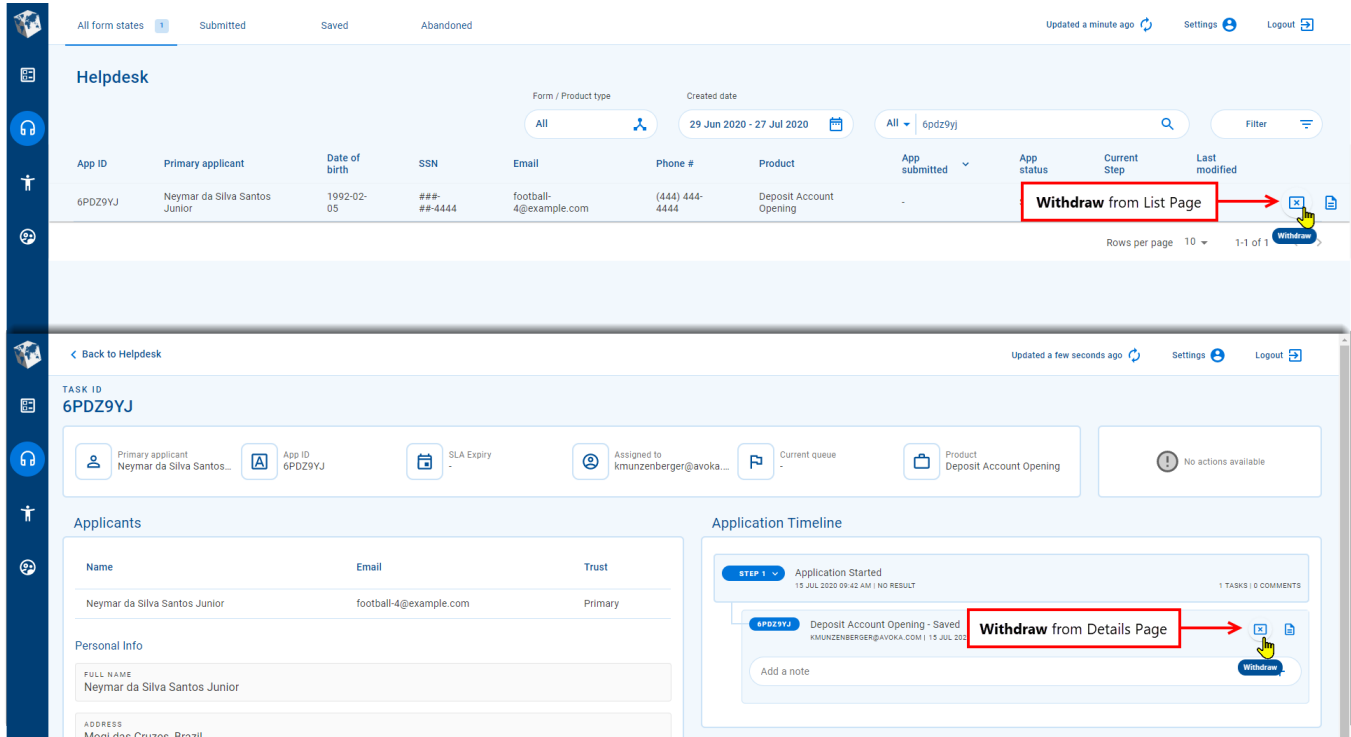 All form states 1 Submitted Saved Abandoned Updated a minute ago Settings Logout
Helpdesk
Form / Product type Created date
All 29 Jun 2020 - 27 Jul 2020 All 6pdz9yj Filter
App ID Primary applicant Date of birth SSN Email Phone # Product App submitted App status Current Step Last modified
6PDZ9YJ Neymar da Silva Santos Junior 1992-02-05 ###-##-4444 football-4@example.com (444) 444-4444 Deposit Account Opening -
Withdraw from List Page
Withdraw
Rows per page 10 1-1 of 1
Back to Helpdesk Updated a few seconds ago Settings Logout
TASK ID
6PDZ9YJ
Primary applicant
Neymar da Silva Santos...
App ID
6PDZ9YJ
SLA Expiry
-
Assigned to
kmunzenberger@avoka....
Current queue
-
Product
Deposit Account Opening
No actions available
Applicants
Name Email Trust
Neymar da Silva Santos Junior football-4@example.com Primary
Personal Info
FULL NAME
Neymar da Silva Santos Junior
ADDRESS
Mogi das Cruzes, Brazil
Application Timeline
STEP 1 Application Started
15 JUL 2020 09:42 AM | NO RESULT 1 TASKS | 0 COMMENTS
6PDZ9YJ Deposit Account Opening - Saved
KMUNZENBERGER@AVOKA.COM | 15 JUL 202
Withdraw from Details Page
Withdraw
Add a note